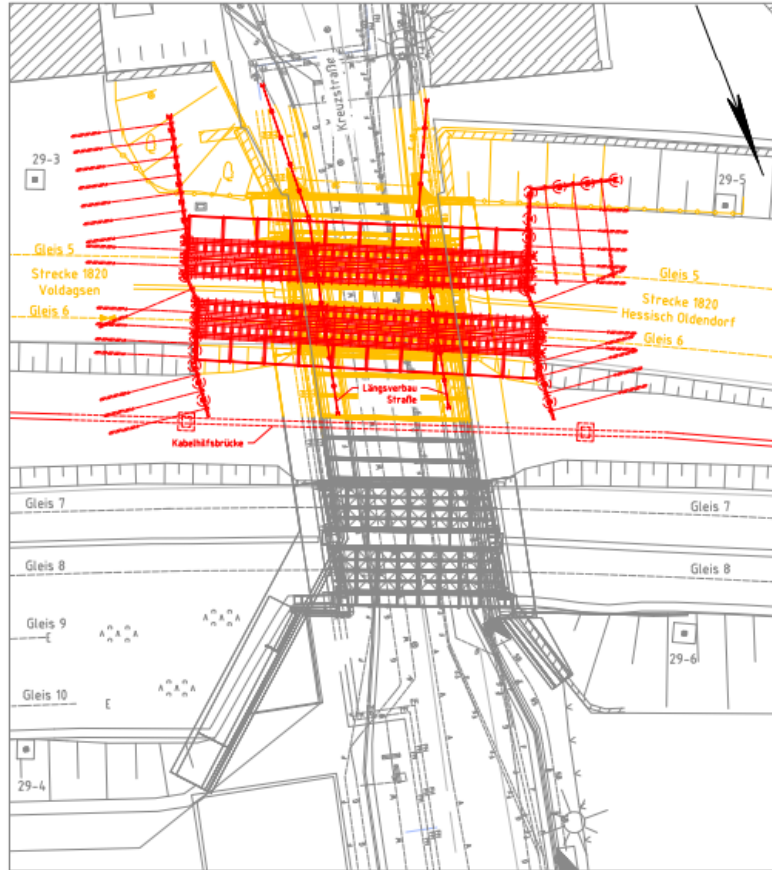 Kreuzstraße
29-3
29-5
Gleis 5
Gleis 5
Strecke 1820
Voldagsen
Strecke 1820
Hessisch Oldendorf
Gleis 6
Gleis 6
Längsverbau
Straße
Kabelhilfsbrücke
Gleis 7
Gleis 7
Gleis 8
Gleis 8
Gleis 9
E
29-6
Gleis 10
E
29-4